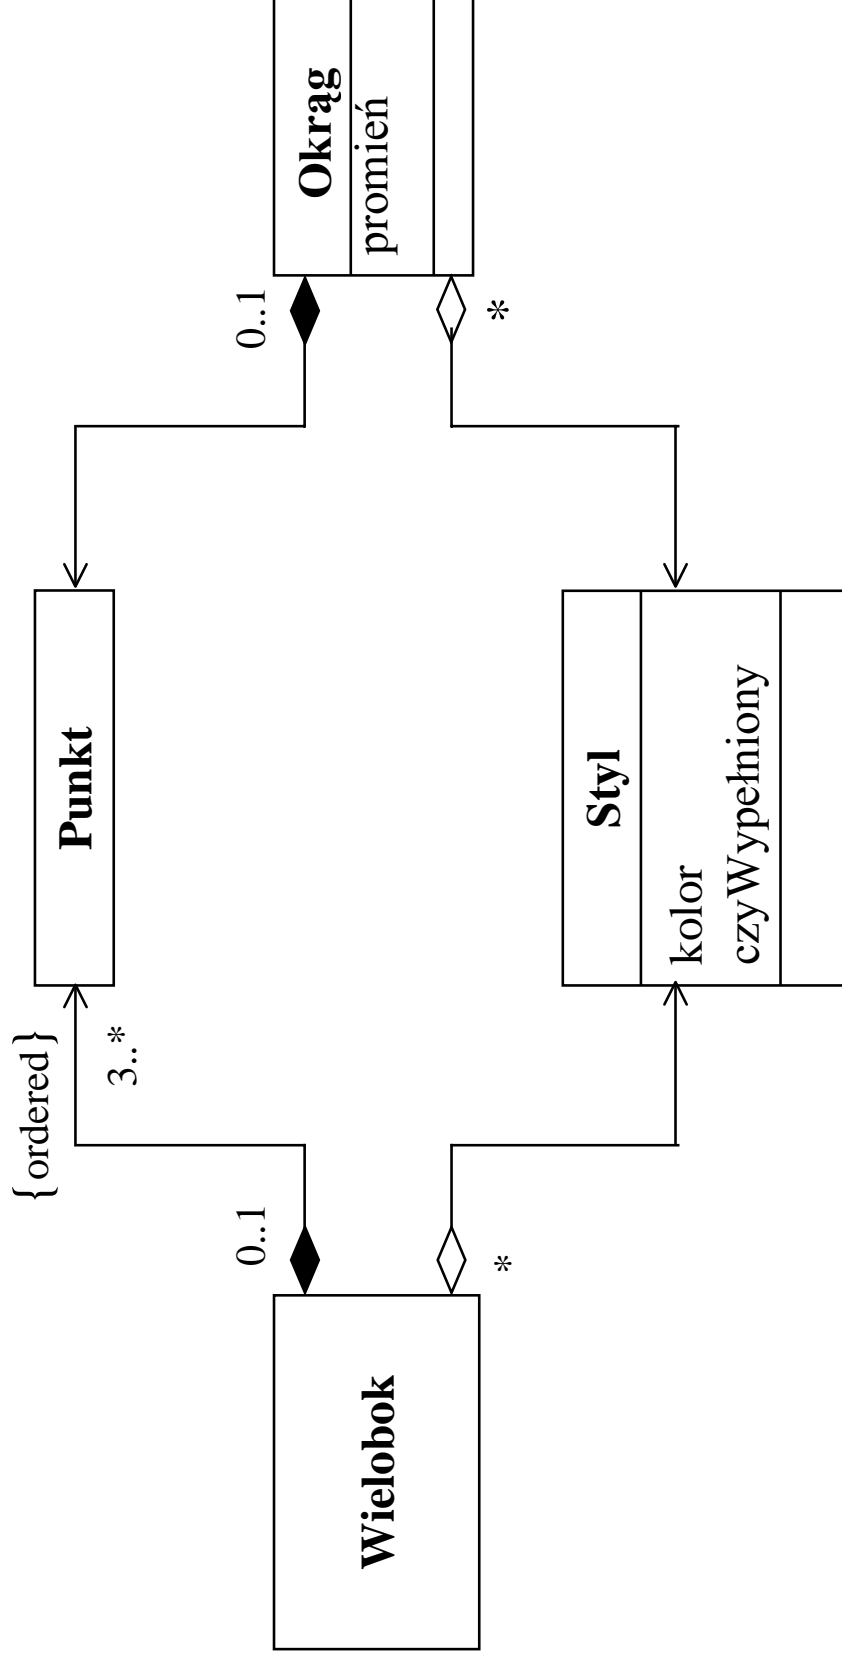 {ordered}
3..*
Punkt
0..1
0..1
Wielobok
Okrąg
promień
*
*
Styl
kolor
czyWypełniony